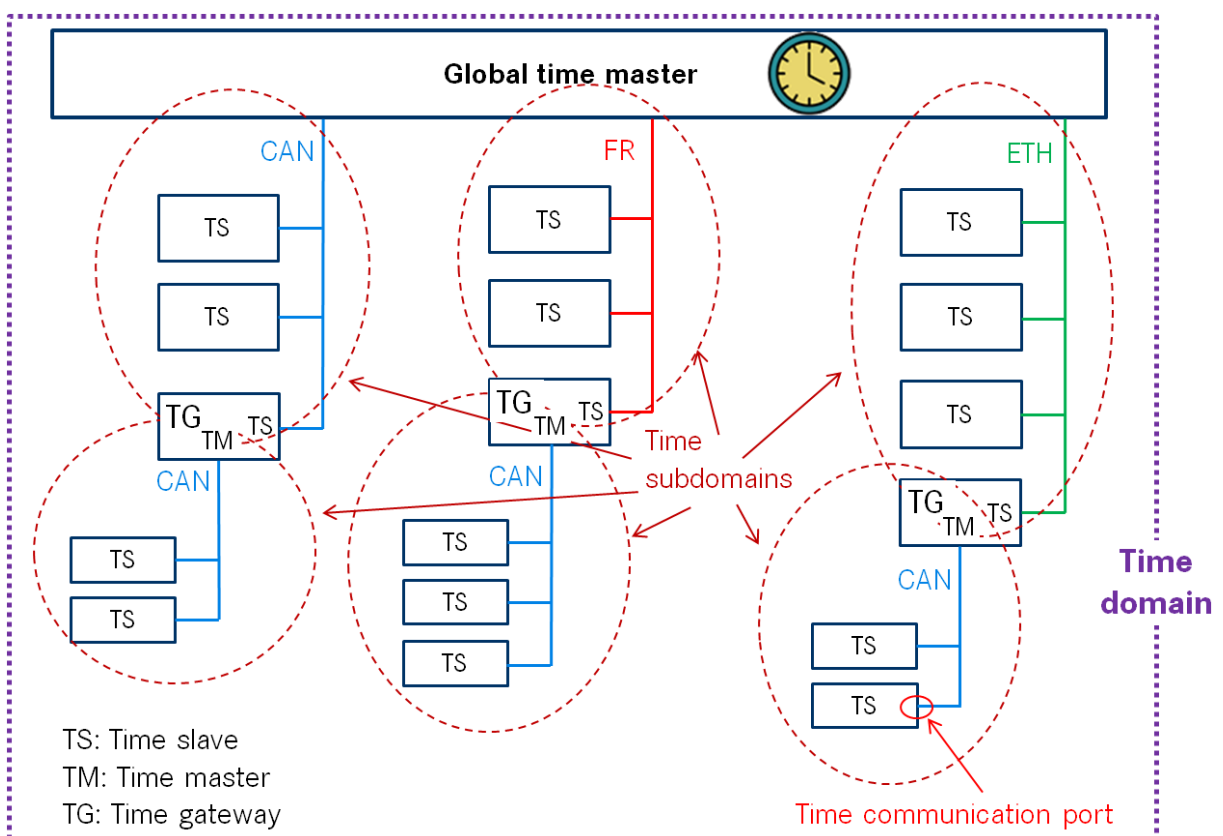 Global time master
CAN
FR
ETH
TS
TS
TS
TS
TS
TS
TS
TG
TM
TS
TG
TM
TS
TG
TM
TS
Time
subdomains
CAN
CAN
CAN
TS
TS
TS
TS
TS
TS
TS
Time
domain
TS: Time slave
TM: Time master
TG: Time gateway
Time communication port